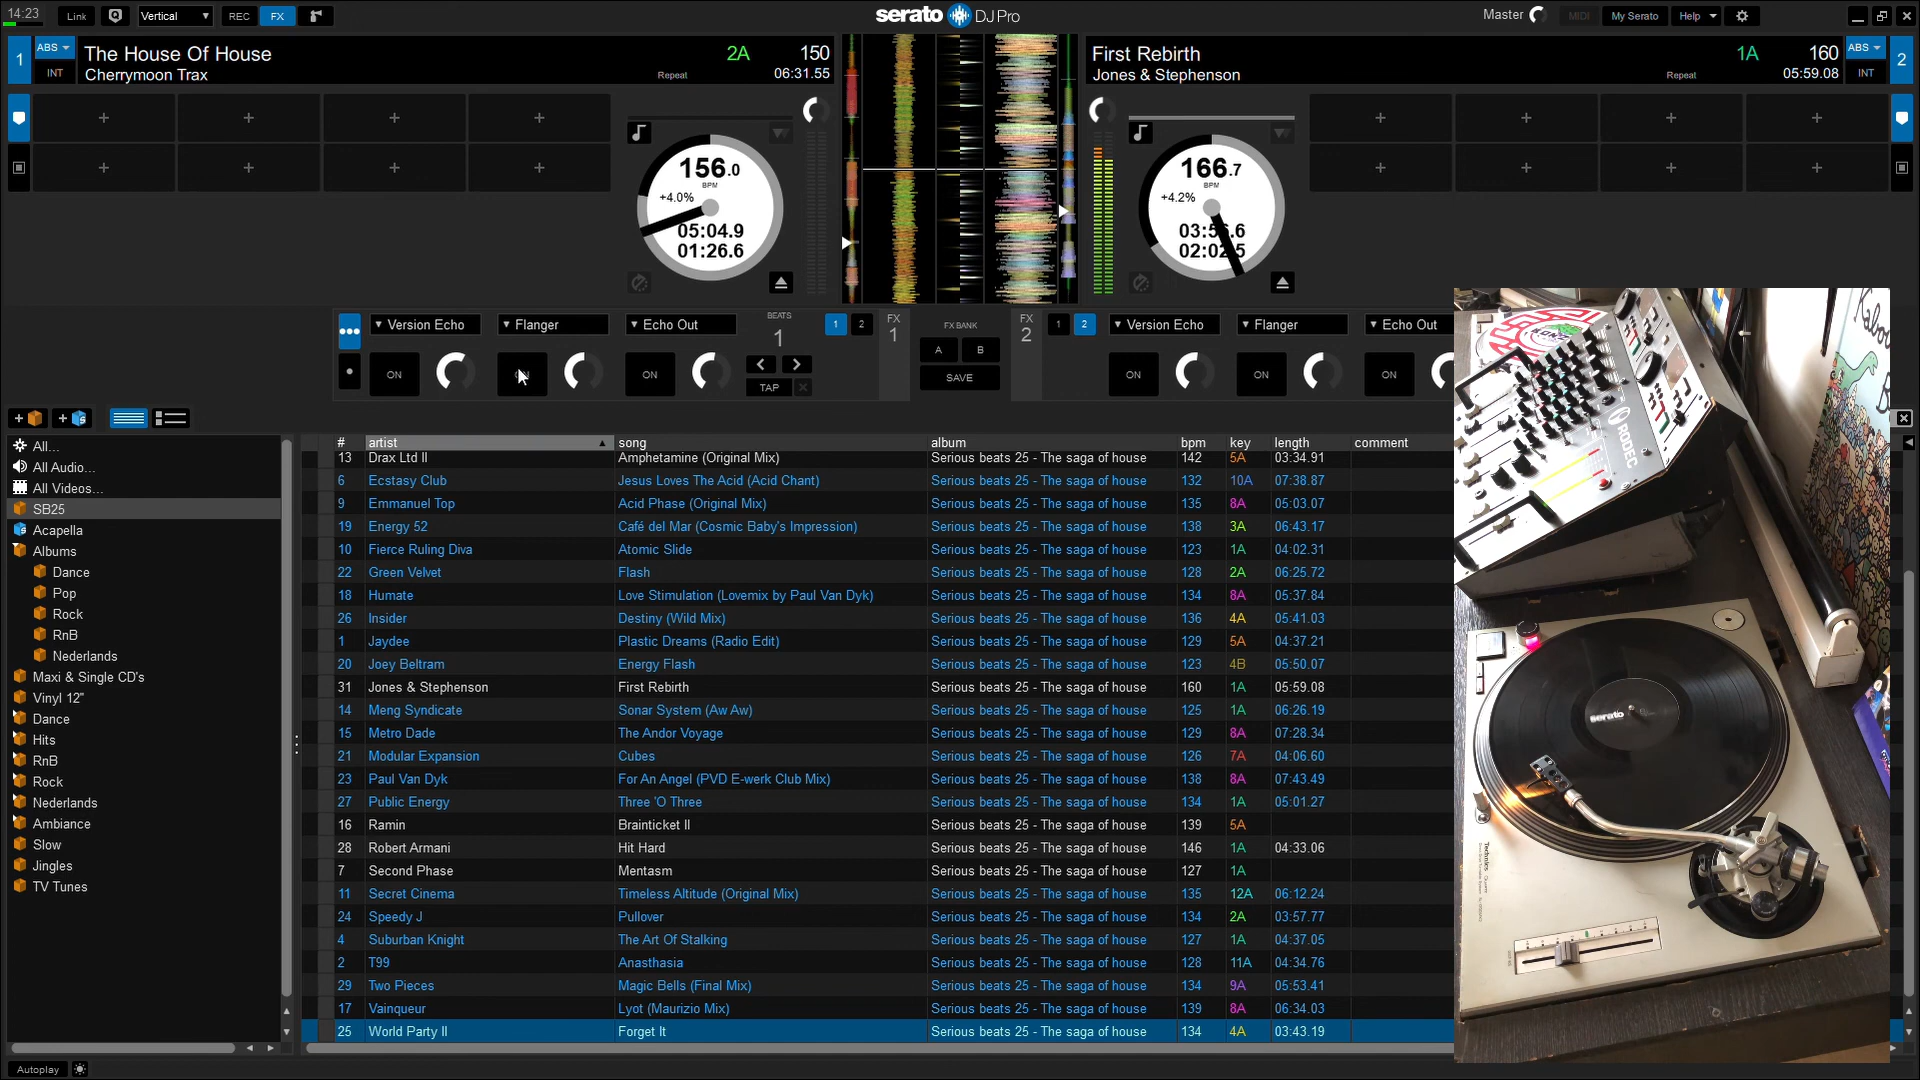 14:23
Link
Vertical
REC
FX
serato DJ Pro
Master
MIDI
My Serato
Help
1
ABS
INT
The House Of House
Cherrymoon Trax
2A
150
Repeat
06:31.55
First Rebirth
Jones & Stephenson
1A
160
Repeat
05:59.08
ABS
INT
2
156.0
BPM
+4.0%
05:04.9
01:26.6
166.7
BPM
+4.2%
Version Echo
Flanger
Echo Out
BEATS
1
1 2
FX
1
FX BANK
A B
SAVE
FX
2
1 2
Version Echo
Flanger
Echo Out
ON
ON
TAP
ON
ON
ON
All...
All Audio...
All Videos...
SB25
Acapella
Albums
Dance
Pop
Rock
RnB
Nederlands
Maxi & Single CD's
Vinyl 12"
Dance
Hits
RnB
Rock
Nederlands
Ambiance
Slow
Jingles
TV Tunes
# artist song album bpm key length comment
13 Drax Ltd II Amphetamine (Original Mix) Serious beats 25 - The saga of house 142 5A 03:34.91
6 Ecstasy Club Jesus Loves The Acid (Acid Chant) Serious beats 25 - The saga of house 132 10A 07:38.87
9 Emmanuel Top Acid Phase (Original Mix) Serious beats 25 - The saga of house 135 8A 05:03.07
19 Energy 52 Café del Mar (Cosmic Baby's Impression) Serious beats 25 - The saga of house 138 3A 06:43.17
10 Fierce Ruling Diva Atomic Slide Serious beats 25 - The saga of house 123 1A 04:02.31
22 Green Velvet Flash Serious beats 25 - The saga of house 128 2A 06:25.72
18 Humate Love Stimulation (Lovemix by Paul Van Dyk) Serious beats 25 - The saga of house 134 8A 05:37.84
26 Insider Destiny (Wild Mix) Serious beats 25 - The saga of house 136 4A 05:41.03
1 Jaydee Plastic Dreams (Radio Edit) Serious beats 25 - The saga of house 129 5A 04:37.21
20 Joey Beltram Energy Flash Serious beats 25 - The saga of house 123 4B 05:50.07
31 Jones & Stephenson First Rebirth Serious beats 25 - The saga of house 160 1A 05:59.08
14 Meng Syndicate Sonar System (Aw Aw) Serious beats 25 - The saga of house 125 1A 06:26.19
15 Metro Dade The Andor Voyage Serious beats 25 - The saga of house 129 8A 07:28.34
21 Modular Expansion Cubes Serious beats 25 - The saga of house 126 7A 04:06.60
23 Paul Van Dyk For An Angel (PVD E-werk Club Mix) Serious beats 25 - The saga of house 138 8A 07:43.49
27 Public Energy Three 'O Three Serious beats 25 - The saga of house 134 1A 05:01.27
16 Ramin Brainticket II Serious beats 25 - The saga of house 139 5A
28 Robert Armani Hit Hard Serious beats 25 - The saga of house 146 1A 04:33.06
7 Second Phase Mentasm Serious beats 25 - The saga of house 127 1A
11 Secret Cinema Timeless Altitude (Original Mix) Serious beats 25 - The saga of house 135 12A 06:12.24
24 Speedy J Pullover Serious beats 25 - The saga of house 134 2A 03:57.77
4 Suburban Knight The Art Of Stalking Serious beats 25 - The saga of house 127 1A 04:37.05
2 T99 Anasthasia Serious beats 25 - The saga of house 128 11A 04:34.76
29 Two Pieces Magic Bells (Final Mix) Serious beats 25 - The saga of house 134 9A 05:53.41
17 Vainqueur Lyot (Maurizio Mix) Serious beats 25 - The saga of house 139 8A 06:34.03
25 World Party II Forget It Serious beats 25 - The saga of house 134 4A 03:43.19
Autoplay
RODEC
serato
Technics